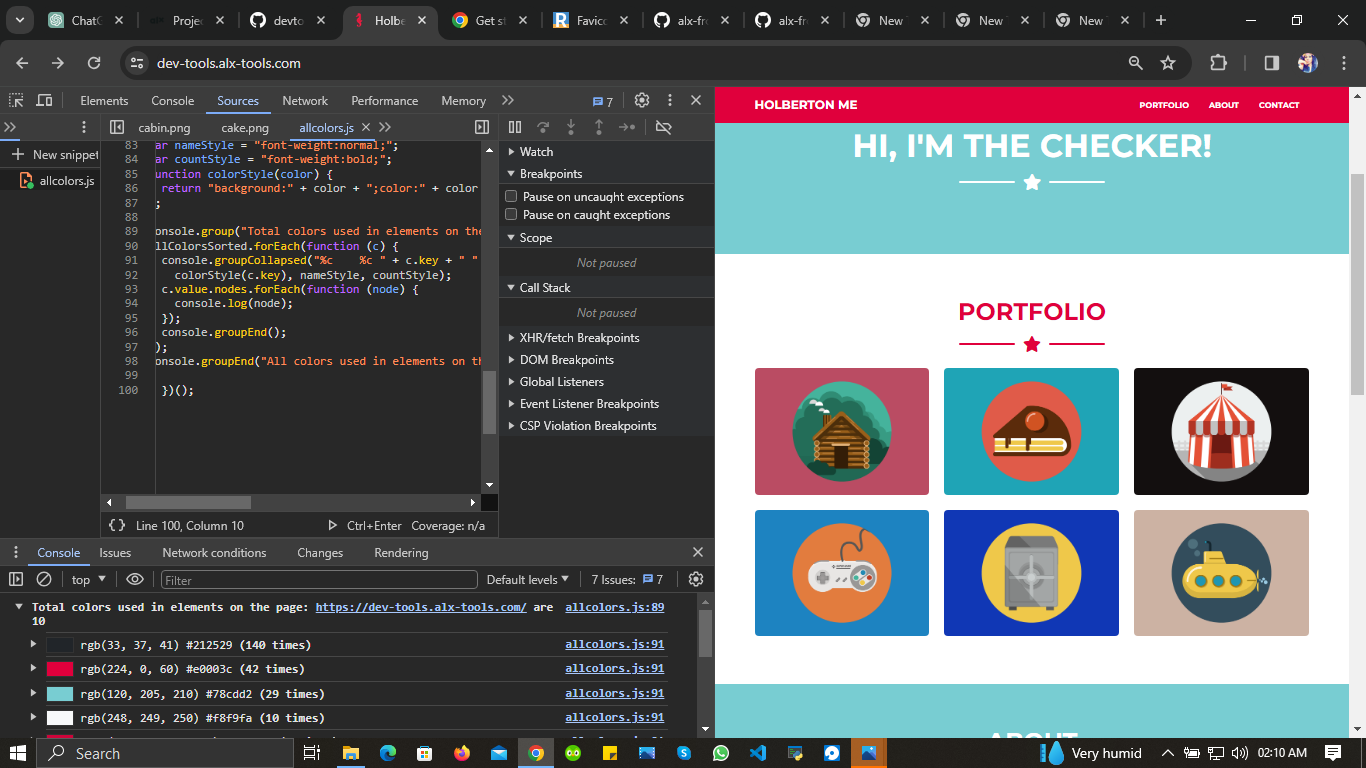 ChatG
Projec
devto
Holber
Get st
Favicc
alx-fr
alx-fr
New
New
New
dev-tools.alx-tools.com
Elements
Console
Sources
Network
Performance
Memory
7
New snippet
allcolors.js
cabin.png
cake.png
allcolors.js
83 ar nameStyle = "font-weight:normal;";
84 ar countStyle = "font-weight:bold;";
85 unction colorStyle(color) {
86 return "background:" + color + ";color:" + color
87 ;
88
89 onsole.group("Total colors used in elements on the
90 llColorsSorted.forEach(function (c) {
91 console.groupCollapsed("%c    %c " + c.key + " "
92 colorStyle(c.key), nameStyle, countStyle);
93 c.value.nodes.forEach(function (node) {
94 console.log(node);
95 });
96 console.groupEnd();
97 );
98 onsole.groupEnd("All colors used in elements on th
99
100 })();
{} Line 100, Column 10
Ctrl+Enter
Coverage: n/a
Watch
Breakpoints
Pause on uncaught exceptions
Pause on caught exceptions
Scope
Not paused
Call Stack
Not paused
XHR/fetch Breakpoints
DOM Breakpoints
Global Listeners
Event Listener Breakpoints
CSP Violation Breakpoints
Console
Issues
Network conditions
Changes
Rendering
top
Filter
Default levels
7 Issues:
7
Total colors used in elements on the page: https://dev-tools.alx-tools.com/ are
10
allcolors.js:89
rgb(33, 37, 41) #212529 (140 times)
allcolors.js:91
rgb(224, 0, 60) #e0003c (42 times)
allcolors.js:91
rgb(120, 205, 210) #78cdd2 (29 times)
allcolors.js:91
rgb(248, 249, 250) #f8f9fa (10 times)
allcolors.js:91
HOLBERTON ME
PORTFOLIO
ABOUT
CONTACT
HI, I'M THE CHECKER!
PORTFOLIO
ABOUT
Search
Very humid
02:10 AM